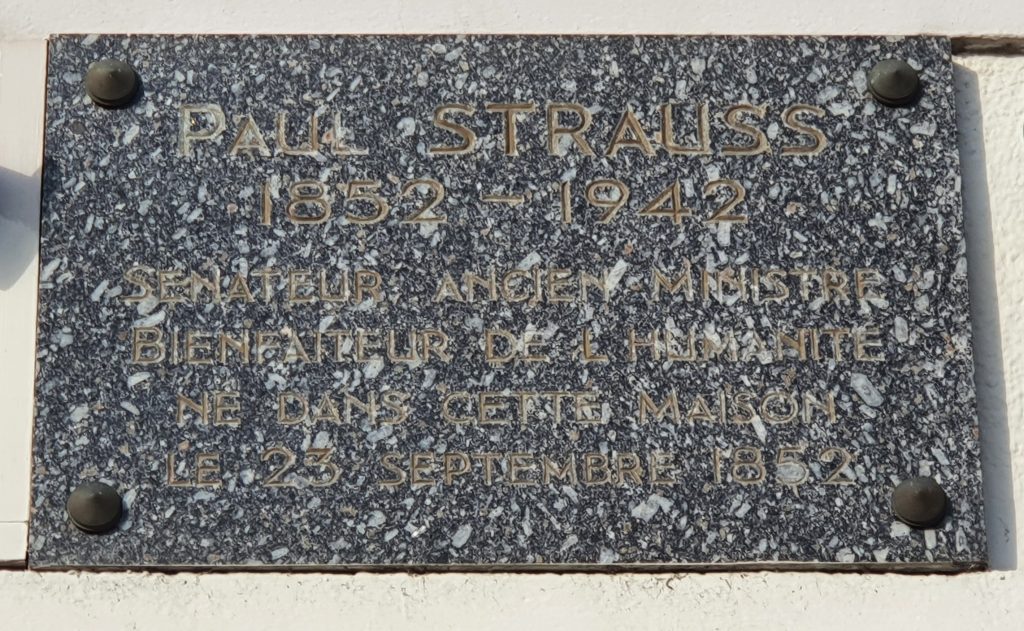 PAUL STRAUSS
1852 - 1942
SENATEUR ANCIEN MINISTRE
BIENFAITEUR DE L'HUMANITE
NE DANS CETTE MAISON
LE 23 SEPTEMBRE 1852